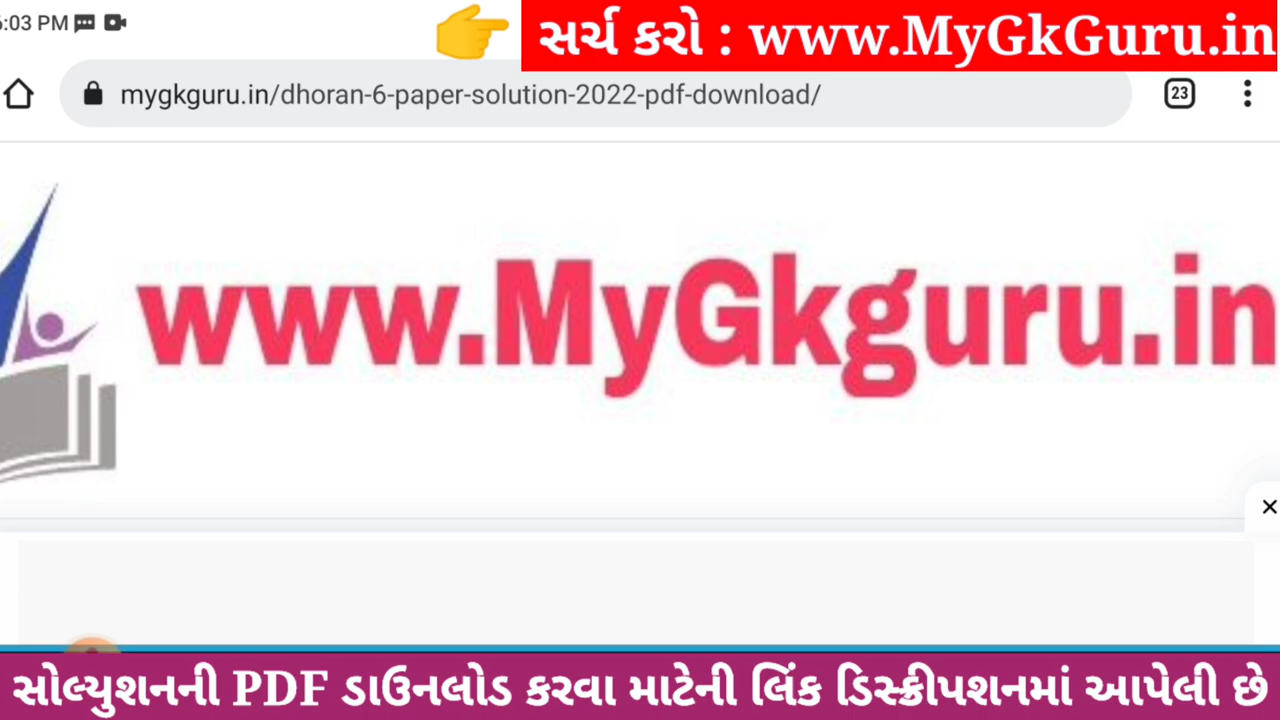 6:03 PM
સર્ચ કરો : www.MyGkGuru.in
mygkguru.in/dhoran-6-paper-solution-2022-pdf-download/
23
www.MyGkguru.in
સોલ્યુશનની PDF ડાઉનલોડ કરવા માટેની લિંક ડિસ્ક્રીપશનમાં આપેલી છે